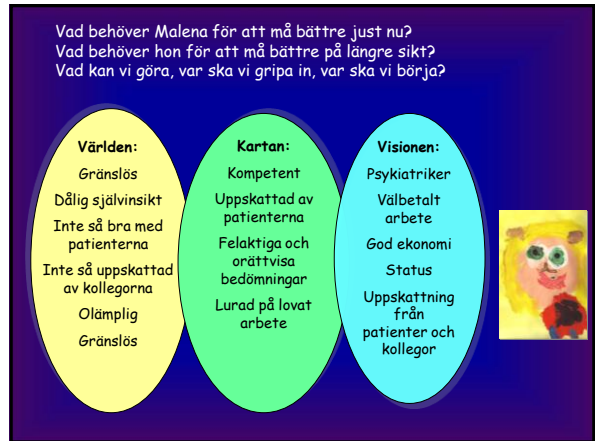 Vad behöver Malena för att må bättre just nu?
Vad behöver hon för att må bättre på längre sikt?
Vad kan vi göra, var ska vi gripa in, var ska vi börja?
Världen:
Gränslös
Dålig självinsikt
Inte så bra med
patienterna
Inte så uppskattad
av kollegorna
Olämplig
Gränslös
Kartan:
Kompetent
Uppskattad av
patienterna
Felaktiga och
orättvisa
bedömningar
Lurad på lovat
arbete
Visionen:
Psykiatriker
Välbetalt
arbete
God ekonomi
Status
Uppskattning
från
patienter och
kollegor